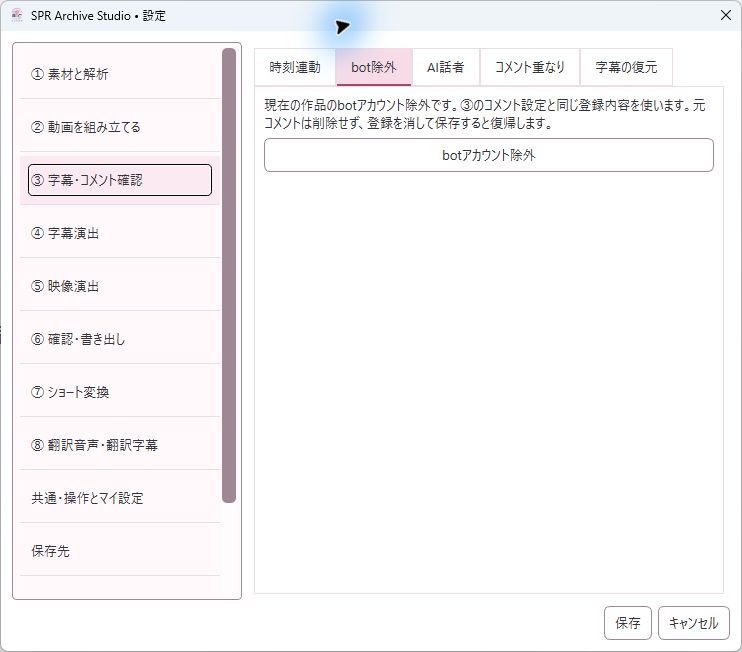 SPR Archive Studio • 設定
① 素材と解析
② 動画を組み立てる
③ 字幕・コメント確認
④ 字幕演出
⑤ 映像演出
⑥ 確認・書き出し
⑦ ショート変換
⑧ 翻訳音声・翻訳字幕
共通・操作とマイ設定
保存先
時刻連動
bot除外
AI話者
コメント重なり
字幕の復元
現在の作品のbotアカウント除外です。③のコメント設定と同じ登録内容を使います。元
コメントは削除せず、登録を消して保存すると復帰します。
botアカウント除外
保存
キャンセル